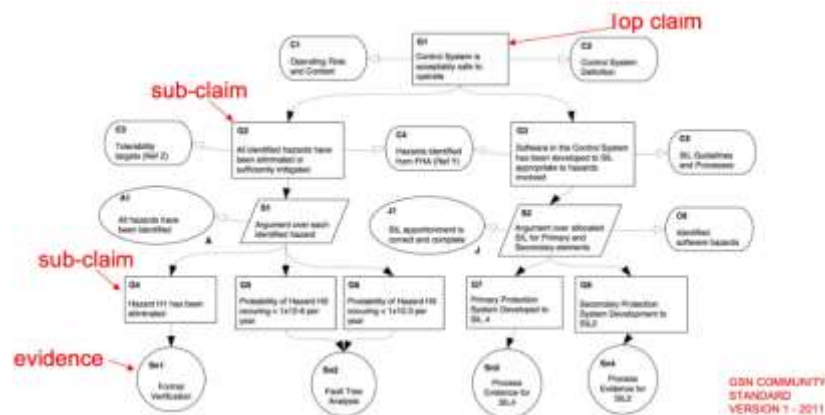 Top claim
C1
Operating Role
and Context
G1
Control System is
acceptably safe to
operate
C2
Control System
Definition
sub-claim
C3
Tolerability
targets (Ref Z)
G2
All identified hazards have
been eliminated or
sufficiently mitigated
C4
Hazards identified
from FHA (Ref Y)
G3
Software in the Control System
has been developed to SIL
appropriate to hazards
involved
C5
SIL Guidelines
and Processes
A1
All hazards have
been identified
A
S1
Argument over each
identified hazard
J1
SIL apportionment is
correct and complete
J
S2
Argument over allocated
SIL for Primary and
Secondary elements
Identified
software hazards
sub-claim
G4
Hazard H1 has been
eliminated
G5
Probability of Hazard H2
occuring < 1x10-6 per
year
G6
Probability of Hazard H3
occuring < 1x10-3 per
year
G7
Primary Protection
System Developed to
SIL 4
G8
Secondary Protection
System Development to
SIL2
evidence
Sn1
Formal
Verification
Sn2
Fault Tree
Analysis
Sn3
Process Evidence
for SIL4
Sn4
Process Evidence for
SIL2
GSN COMMUNITY
STANDARD
VERSION 1 - 2011